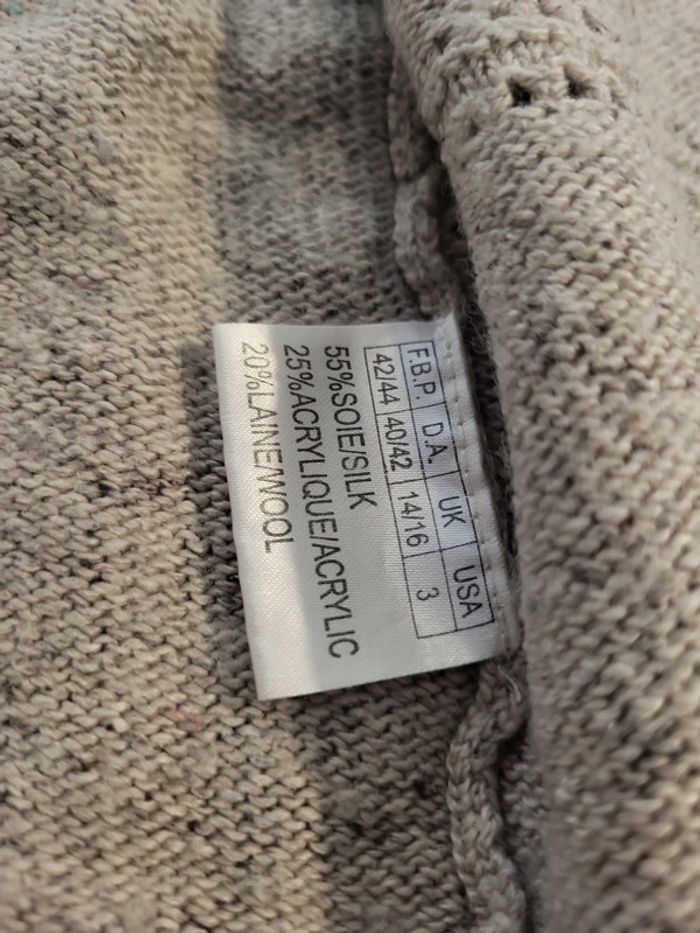 F.B.P. D.A. UK USA
42/44 40/42 14/16 3
55%SOIE/SILK
25%ACRYLIQUE/ACRYLIC
20%LAINE/WOOL